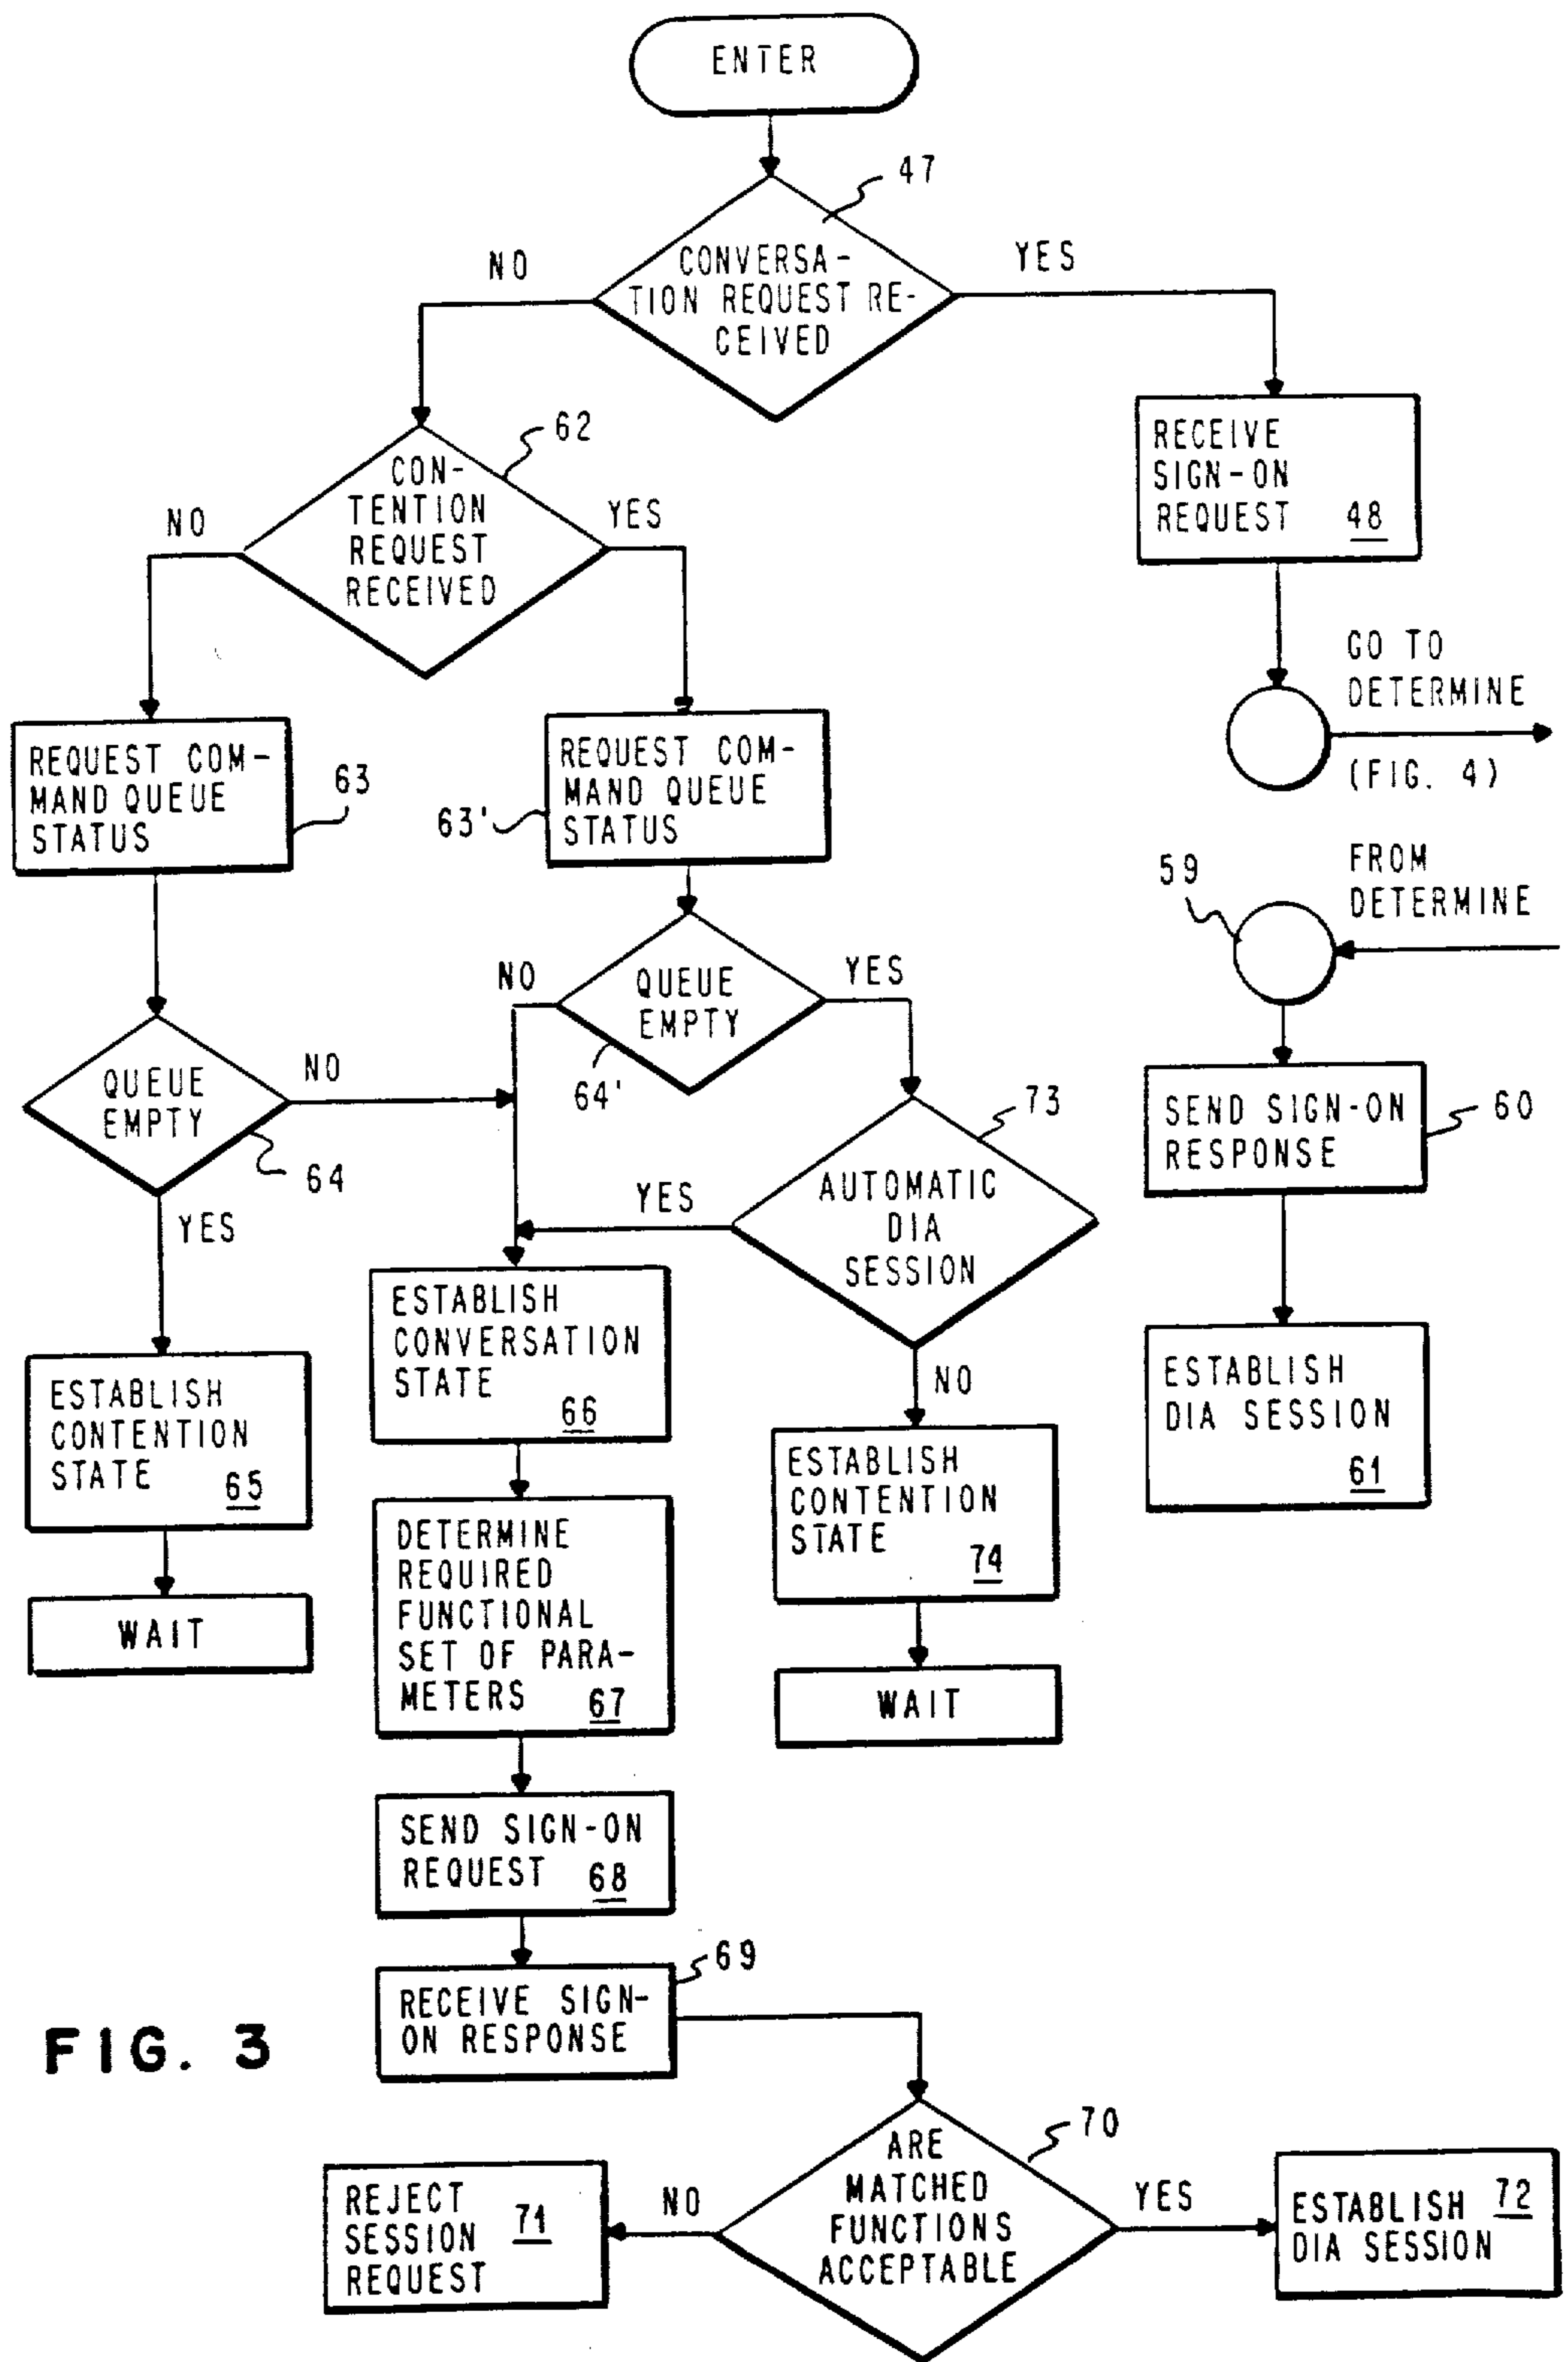 ENTER
47
CONVERSA-
TION REQUEST RE-
CEIVED
NO
YES
62
CON-
TENTION
REQUEST
RECEIVED
NO
YES
RECEIVE
SIGN-ON
REQUEST 48
GO TO
DETERMINE
(FIG. 4)
REQUEST COM-
MAND QUEUE
STATUS
63
REQUEST COM-
MAND QUEUE
STATUS
63'
59
FROM
DETERMINE
QUEUE
EMPTY
NO
YES
64'
QUEUE
EMPTY
NO
64
YES
73
AUTOMATIC
DIA
SESSION
YES
NO
SEND SIGN-ON
RESPONSE
60
ESTABLISH
DIA SESSION
61
ESTABLISH
CONTENTION
STATE 65
WAIT
ESTABLISH
CONVERSATION
STATE 66
DETERMINE
REQUIRED
FUNCTIONAL
SET OF PARA-
METERS 67
ESTABLISH
CONTENTION
STATE 74
WAIT
SEND SIGN-ON
REQUEST 68
69
RECEIVE SIGN-
ON RESPONSE
FIG. 3
70
ARE
MATCHED
FUNCTIONS
ACCEPTABLE
NO
YES
REJECT
SESSION 71
REQUEST
ESTABLISH 72
DIA SESSION